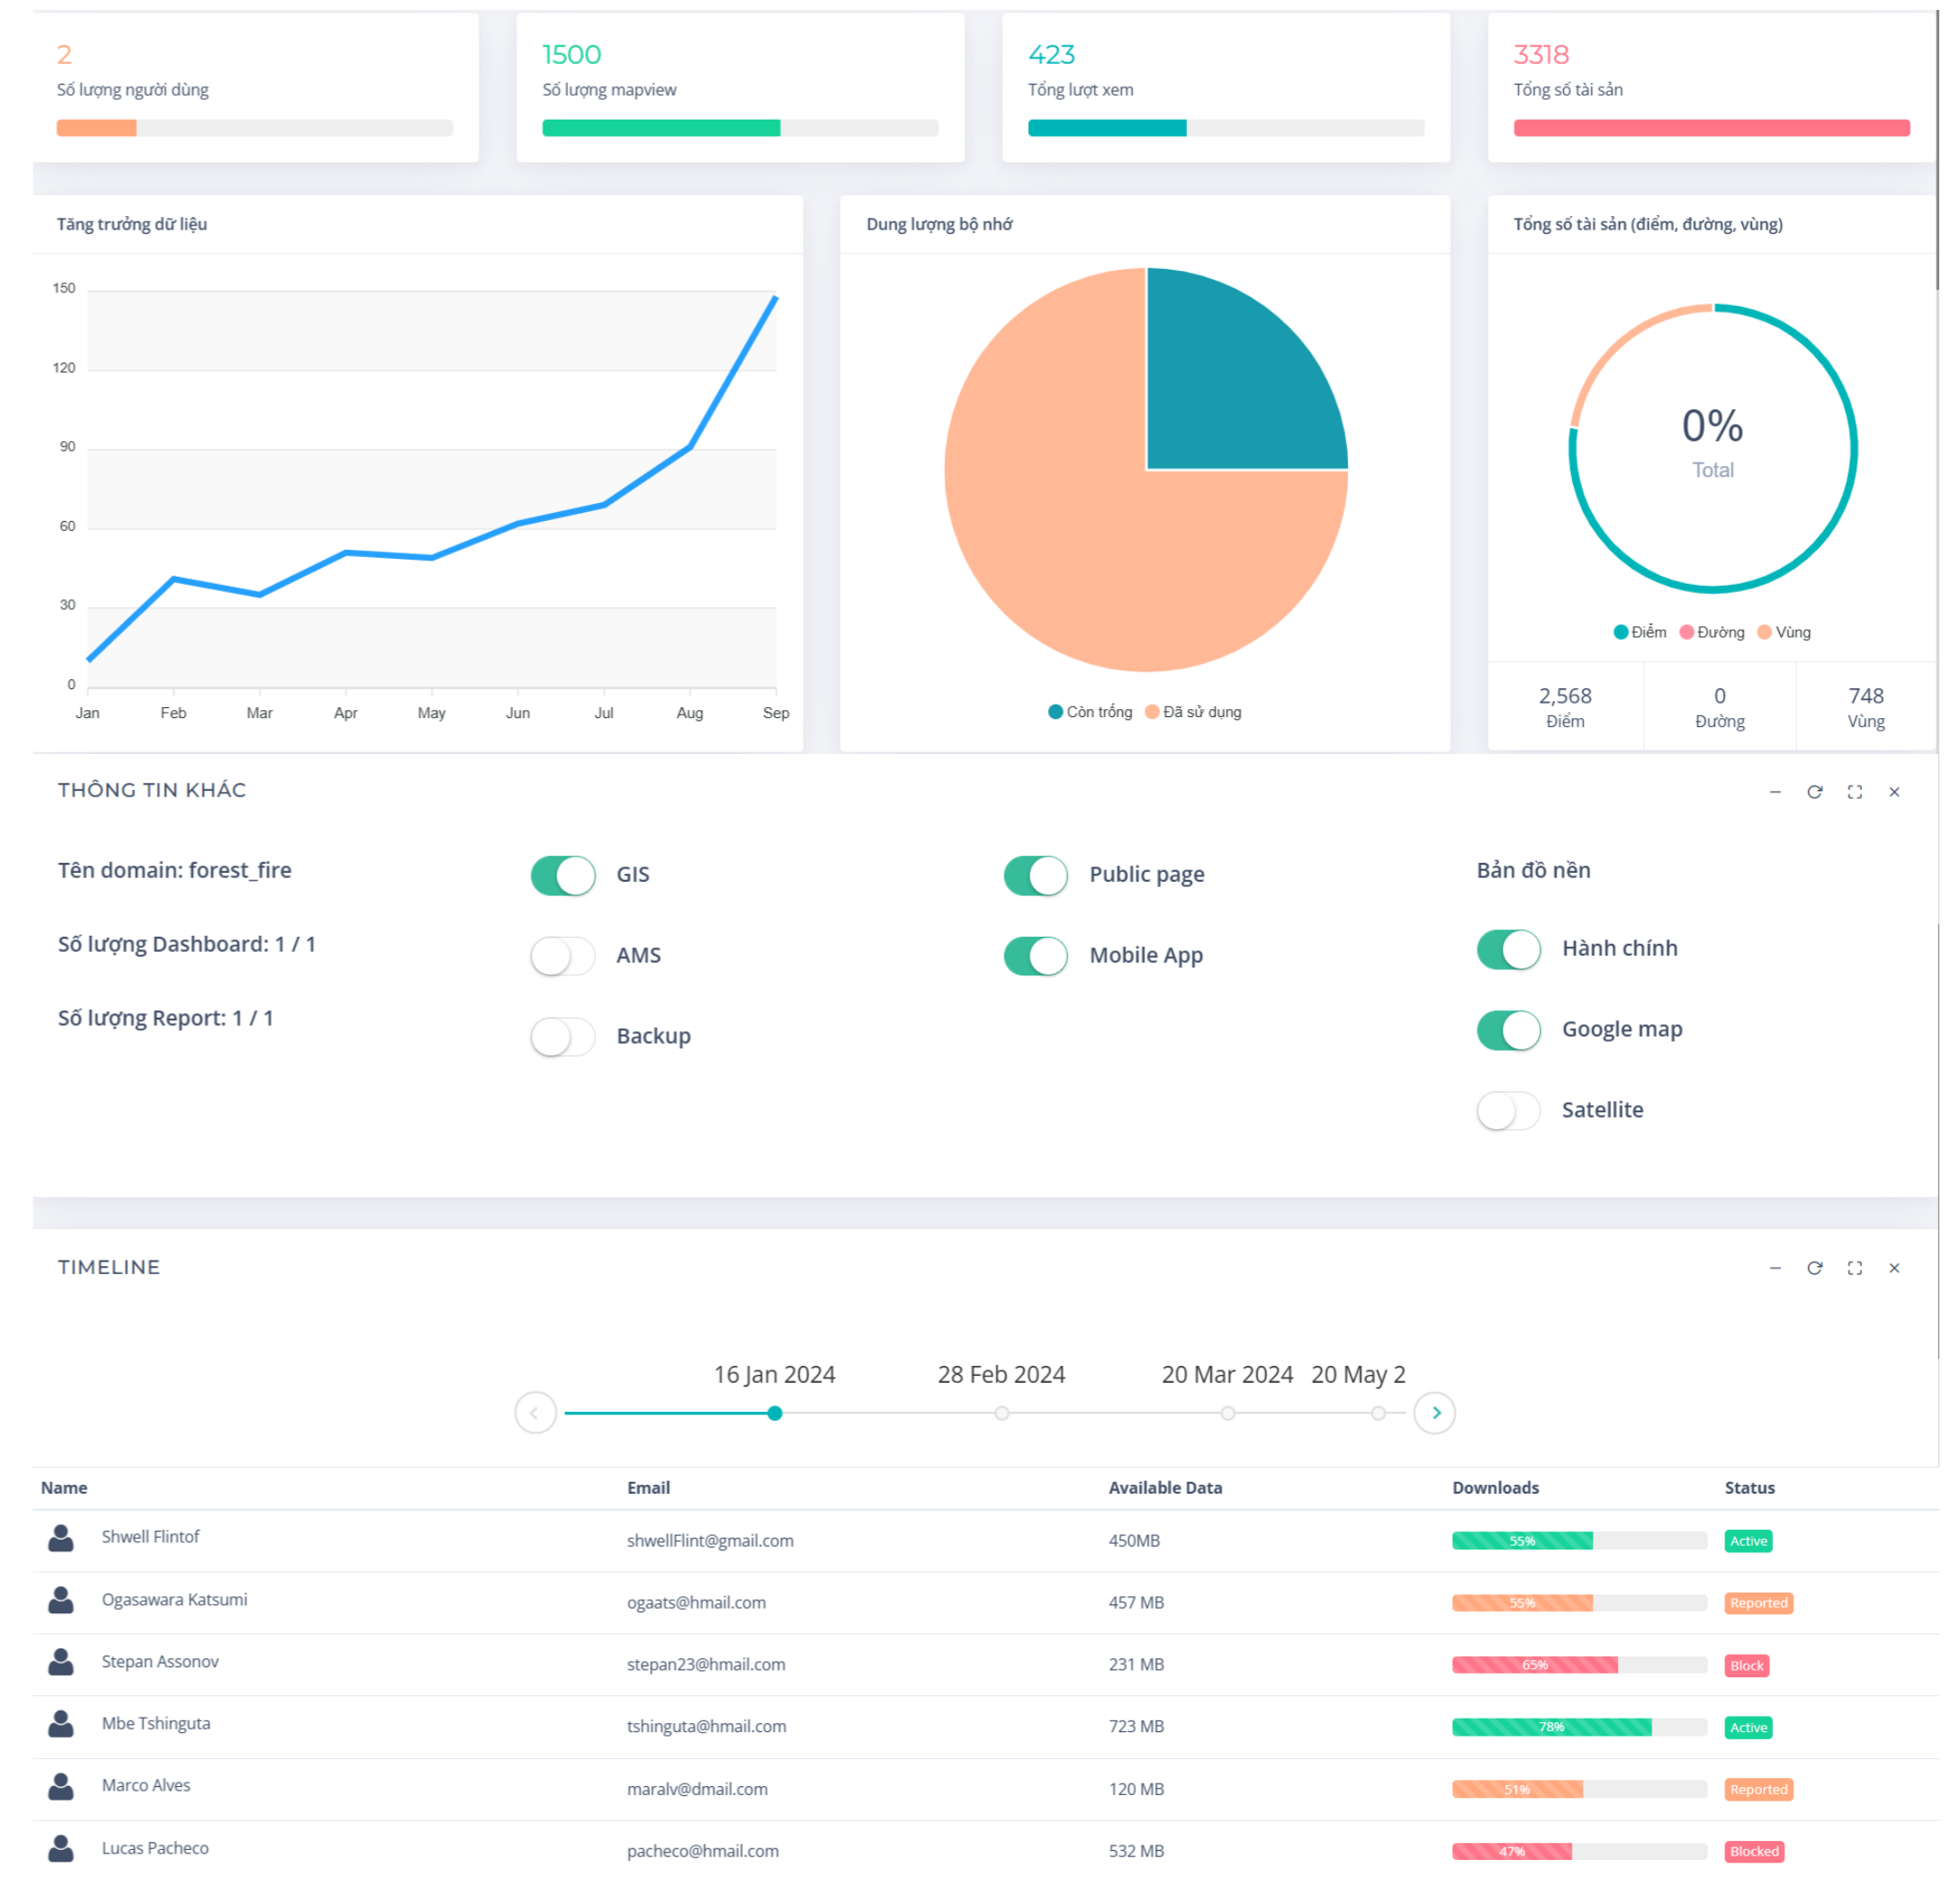 2
Số lượng người dùng
1500
Số lượng mapview
423
Tổng lượt xem
3318
Tổng số tài sản
Tăng trưởng dữ liệu
150
120
90
60
30
0
Jan Feb Mar Apr May Jun Jul Aug Sep
Dung lượng bộ nhớ
Còn trống Đã sử dụng
Tổng số tài sản (điểm, đường, vùng)
0%
Total
Điểm Đường Vùng
2,568 0 748
Điểm Đường Vùng
THÔNG TIN KHÁC
Tên domain: forest_fire
Số lượng Dashboard: 1 / 1
Số lượng Report: 1 / 1
GIS
AMS
Backup
Public page
Mobile App
Bản đồ nền
Hành chính
Google map
Satellite
TIMELINE
16 Jan 2024 28 Feb 2024 20 Mar 2024 20 May 2
Name Email Available Data Downloads Status
Shwell Flintof shwellFlint@gmail.com 450MB 55% Active
Ogasawara Katsumi ogaats@hmail.com 457 MB 55% Reported
Stepan Assonov stepan23@hmail.com 231 MB 65% Block
Mbe Tshinguta tshinguta@hmail.com 723 MB 78% Active
Marco Alves maralv@dmail.com 120 MB 51% Reported
Lucas Pacheco pacheco@hmail.com 532 MB 47% Blocked